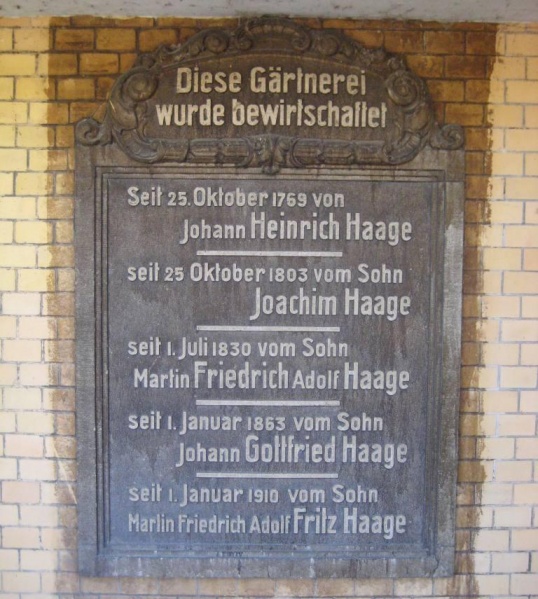 Diese Gärtnerei
wurde bewirtschaftet
Seit 25. Oktober 1769 von
Johann Heinrich Haage
seit 25 Oktober 1803 vom Sohn
Joachim Haage
seit 1. Juli 1830 vom Sohn
Martin Friedrich Adolf Haage
seit 1. Januar 1863 vom Sohn
Johann Gottfried Haage
seit 1. Januar 1910 vom Sohn
Martin Friedrich Adolf Fritz Haage